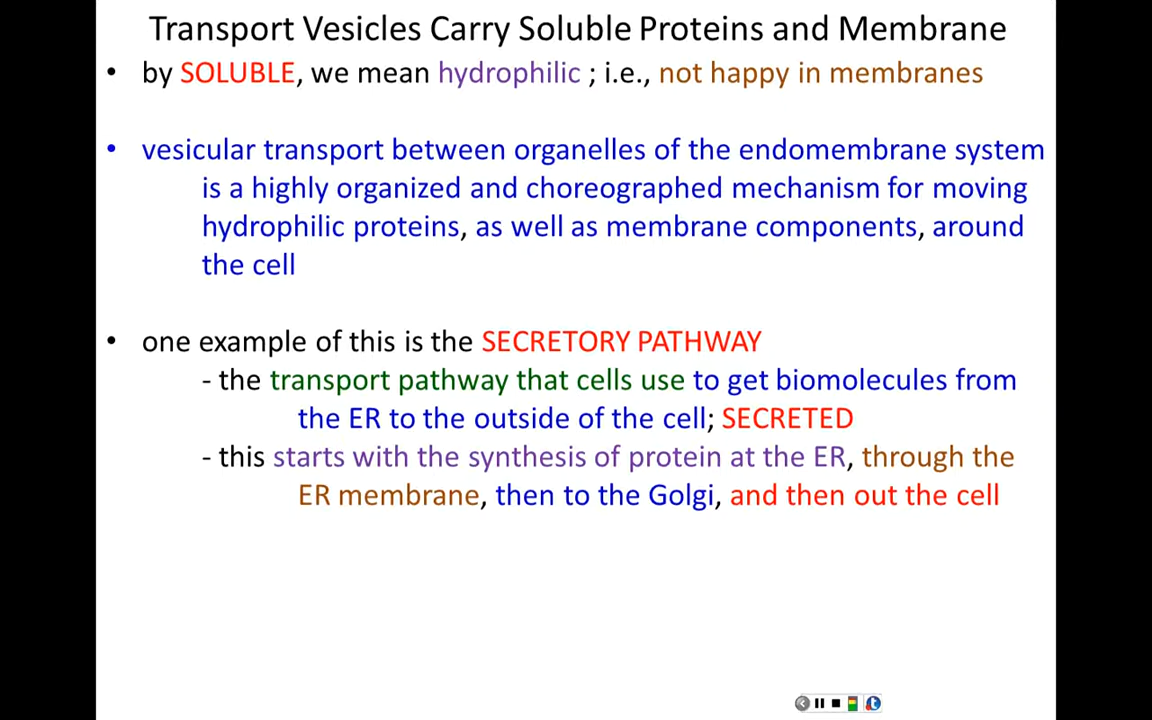 Transport Vesicles Carry Soluble Proteins and Membrane
• by SOLUBLE, we mean hydrophilic ; i.e., not happy in membranes
• vesicular transport between organelles of the endomembrane system
is a highly organized and choreographed mechanism for moving
hydrophilic proteins, as well as membrane components, around
the cell
• one example of this is the SECRETORY PATHWAY
- the transport pathway that cells use to get biomolecules from
the ER to the outside of the cell; SECRETED
- this starts with the synthesis of protein at the ER, through the
ER membrane, then to the Golgi, and then out the cell